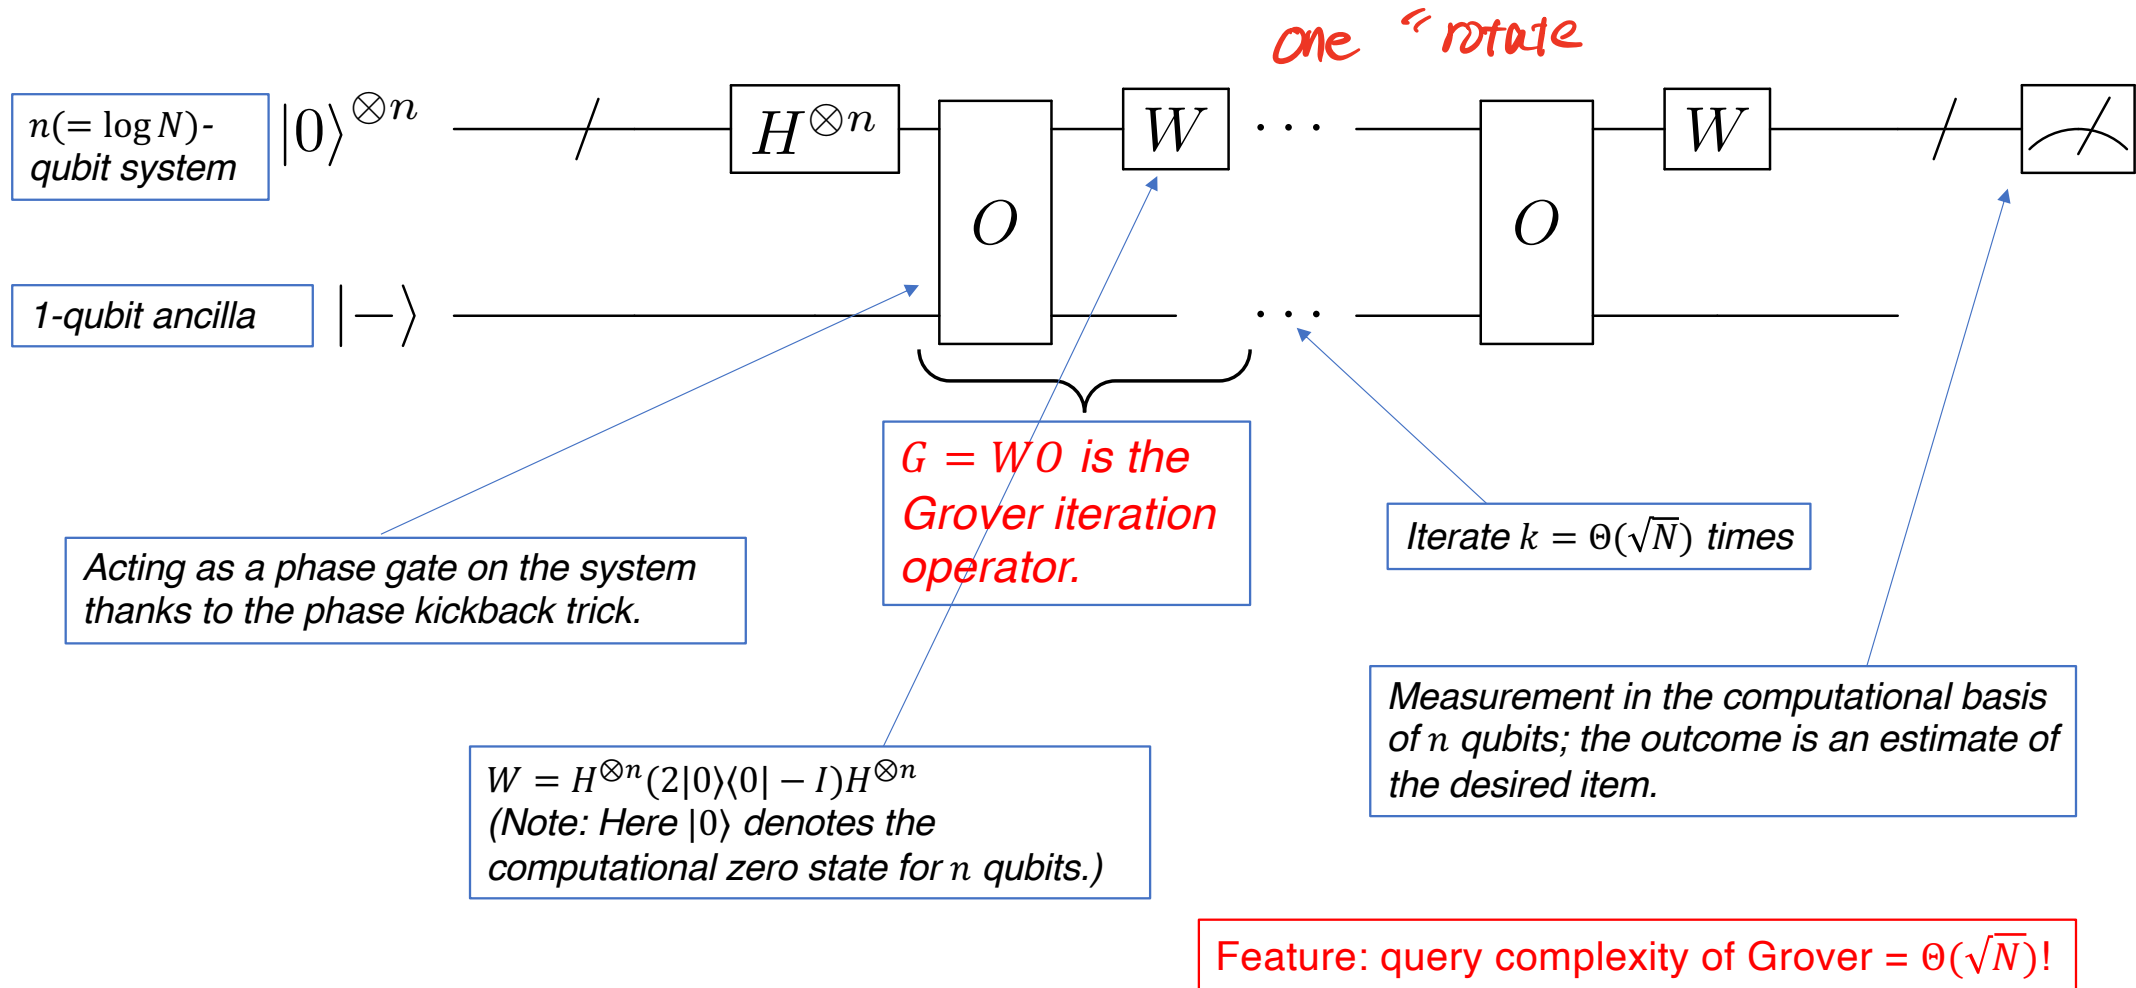 one “rotate
n(= log N)-
qubit system
|0⟩^{⊗n}
H^{⊗n}
W
· · ·
W
O
O
1-qubit ancilla
|−⟩
· · ·
G = WO is the
Grover iteration
operator.
Iterate k = Θ(√N) times
Acting as a phase gate on the system
thanks to the phase kickback trick.
Measurement in the computational basis
of n qubits; the outcome is an estimate of
the desired item.
W = H^{⊗n}(2|0⟩⟨0| − I)H^{⊗n}
(Note: Here |0⟩ denotes the
computational zero state for n qubits.)
Feature: query complexity of Grover = Θ(√N)!